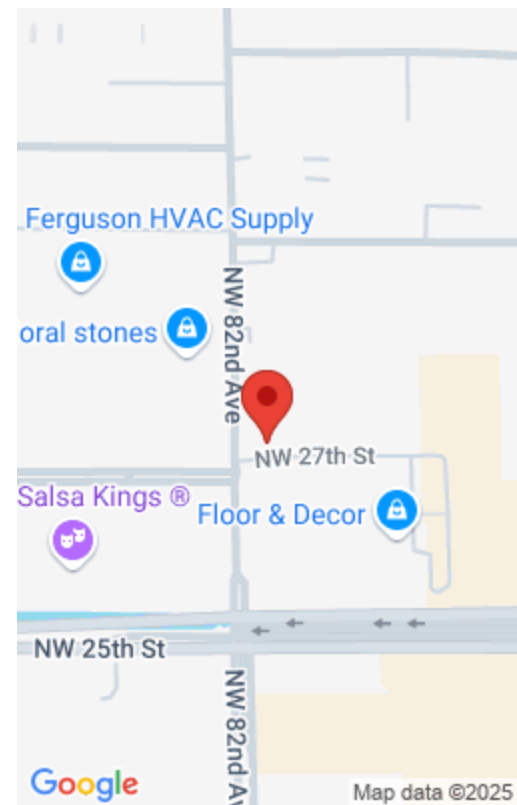 Ferguson HVAC Supply
oral stones
NW 82nd Ave
NW 27th St
Salsa Kings ®
Floor & Decor
NW 25th St
NW 82nd Av
Google
Map data ©2025